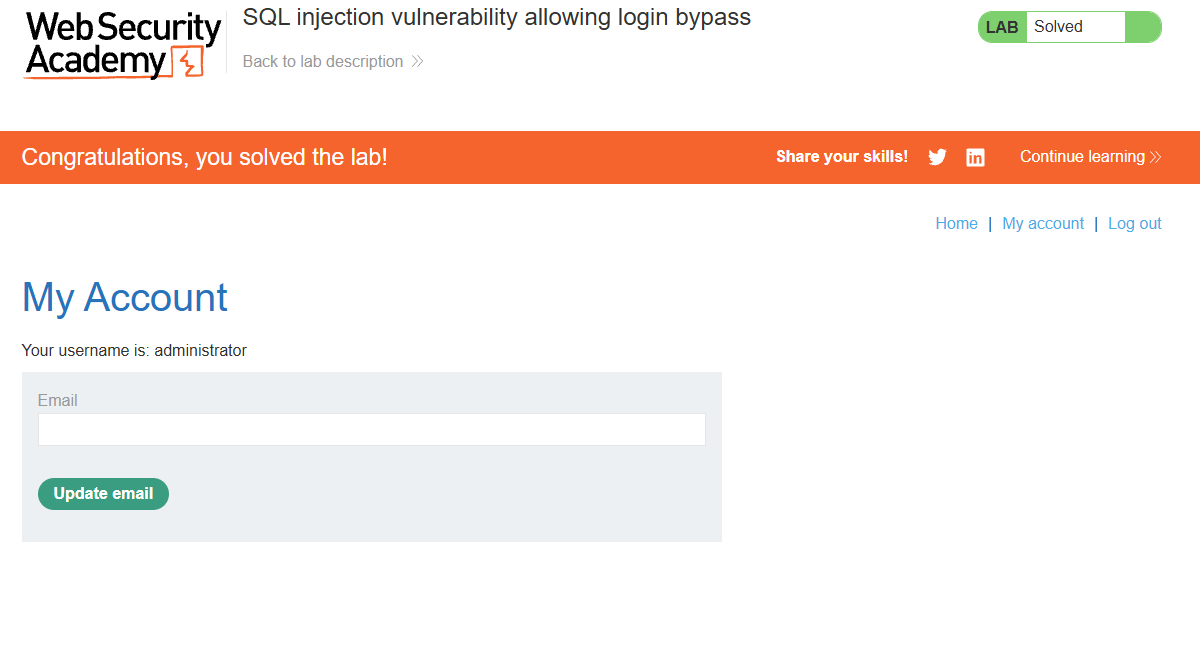 Web Security
Academy
SQL injection vulnerability allowing login bypass
Back to lab description
LAB Solved
Congratulations, you solved the lab!
Share your skills!
Continue learning
Home | My account | Log out
My Account
Your username is: administrator
Email
Update email